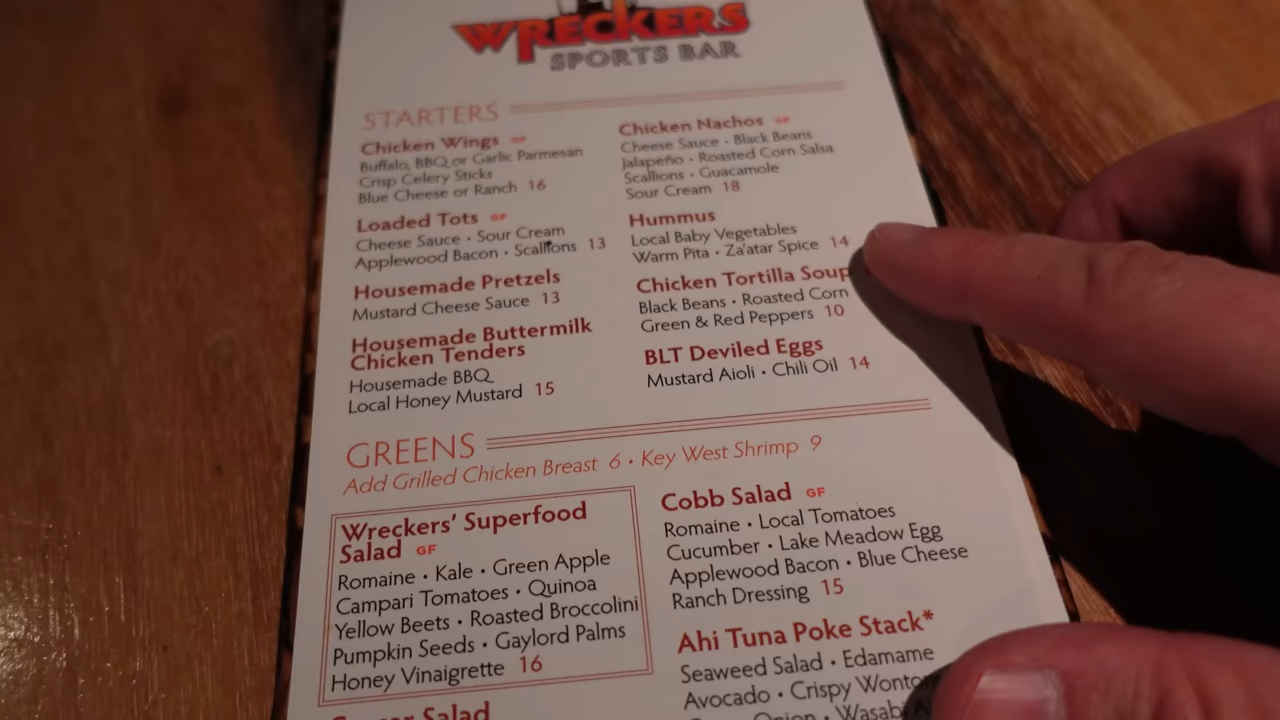 WRECKERS
SPORTS BAR
STARTERS
Chicken Wings GF
Buffalo, BBQ or Garlic Parmesan
Crisp Celery Sticks
Blue Cheese or Ranch 16
Loaded Tots GF
Cheese Sauce • Sour Cream
Applewood Bacon • Scallions 13
Housemade Pretzels
Mustard Cheese Sauce 13
Housemade Buttermilk
Chicken Tenders
Housemade BBQ
Local Honey Mustard 15
Chicken Nachos GF
Cheese Sauce • Black Beans
Jalapeño • Roasted Corn Salsa
Scallions • Guacamole
Sour Cream 18
Hummus
Local Baby Vegetables
Warm Pita • Za'atar Spice 14
Chicken Tortilla Soup
Black Beans • Roasted Corn
Green & Red Peppers 10
BLT Deviled Eggs
Mustard Aioli • Chili Oil 14
GREENS
Add Grilled Chicken Breast 6 • Key West Shrimp 9
Wreckers' Superfood
Salad GF
Romaine • Kale • Green Apple
Campari Tomatoes • Quinoa
Yellow Beets • Roasted Broccolini
Pumpkin Seeds • Gaylord Palms
Honey Vinaigrette 16
Salad
Cobb Salad GF
Romaine • Local Tomatoes
Cucumber • Lake Meadow Egg
Applewood Bacon • Blue Cheese
Ranch Dressing 15
Ahi Tuna Poke Stack*
Seaweed Salad • Edamame
Avocado • Crispy Wonton
Onion • Wasabi